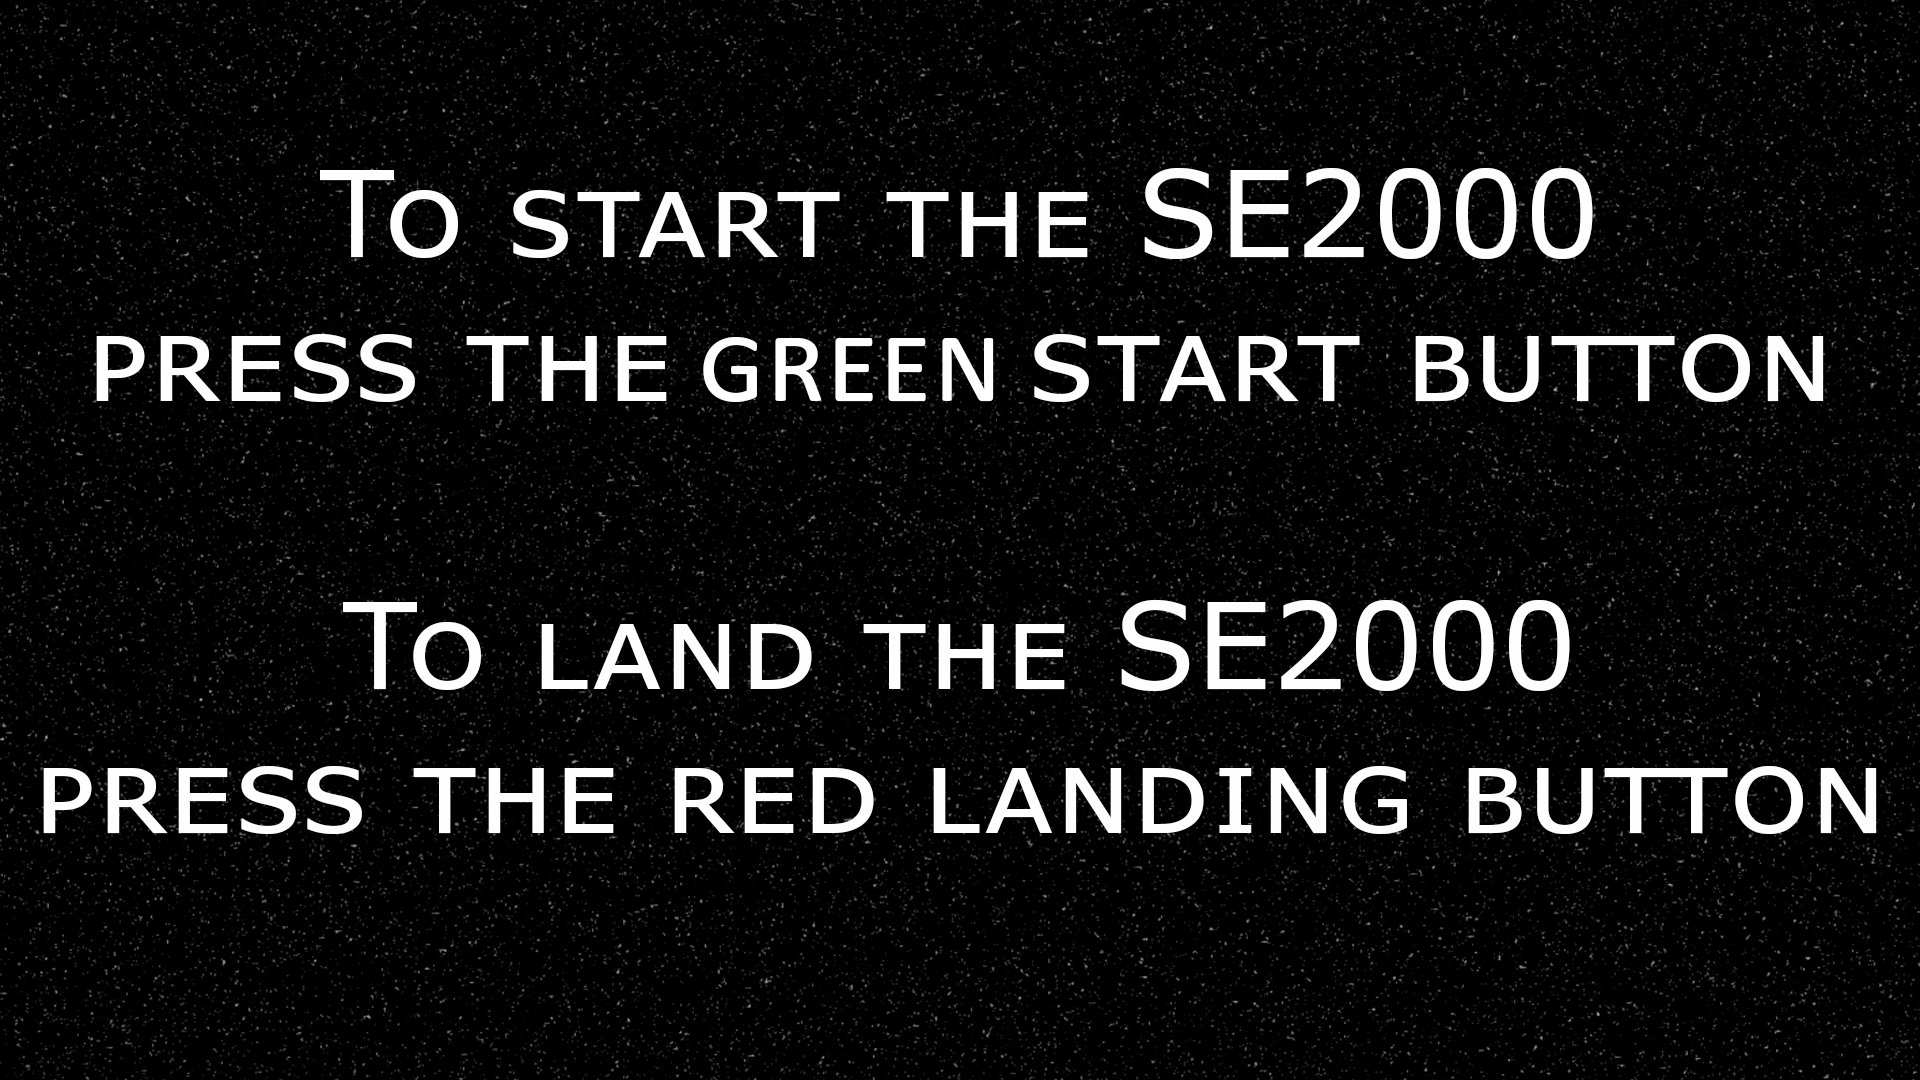 To start the SE2000
press the green start button
To land the SE2000
press the red landing button